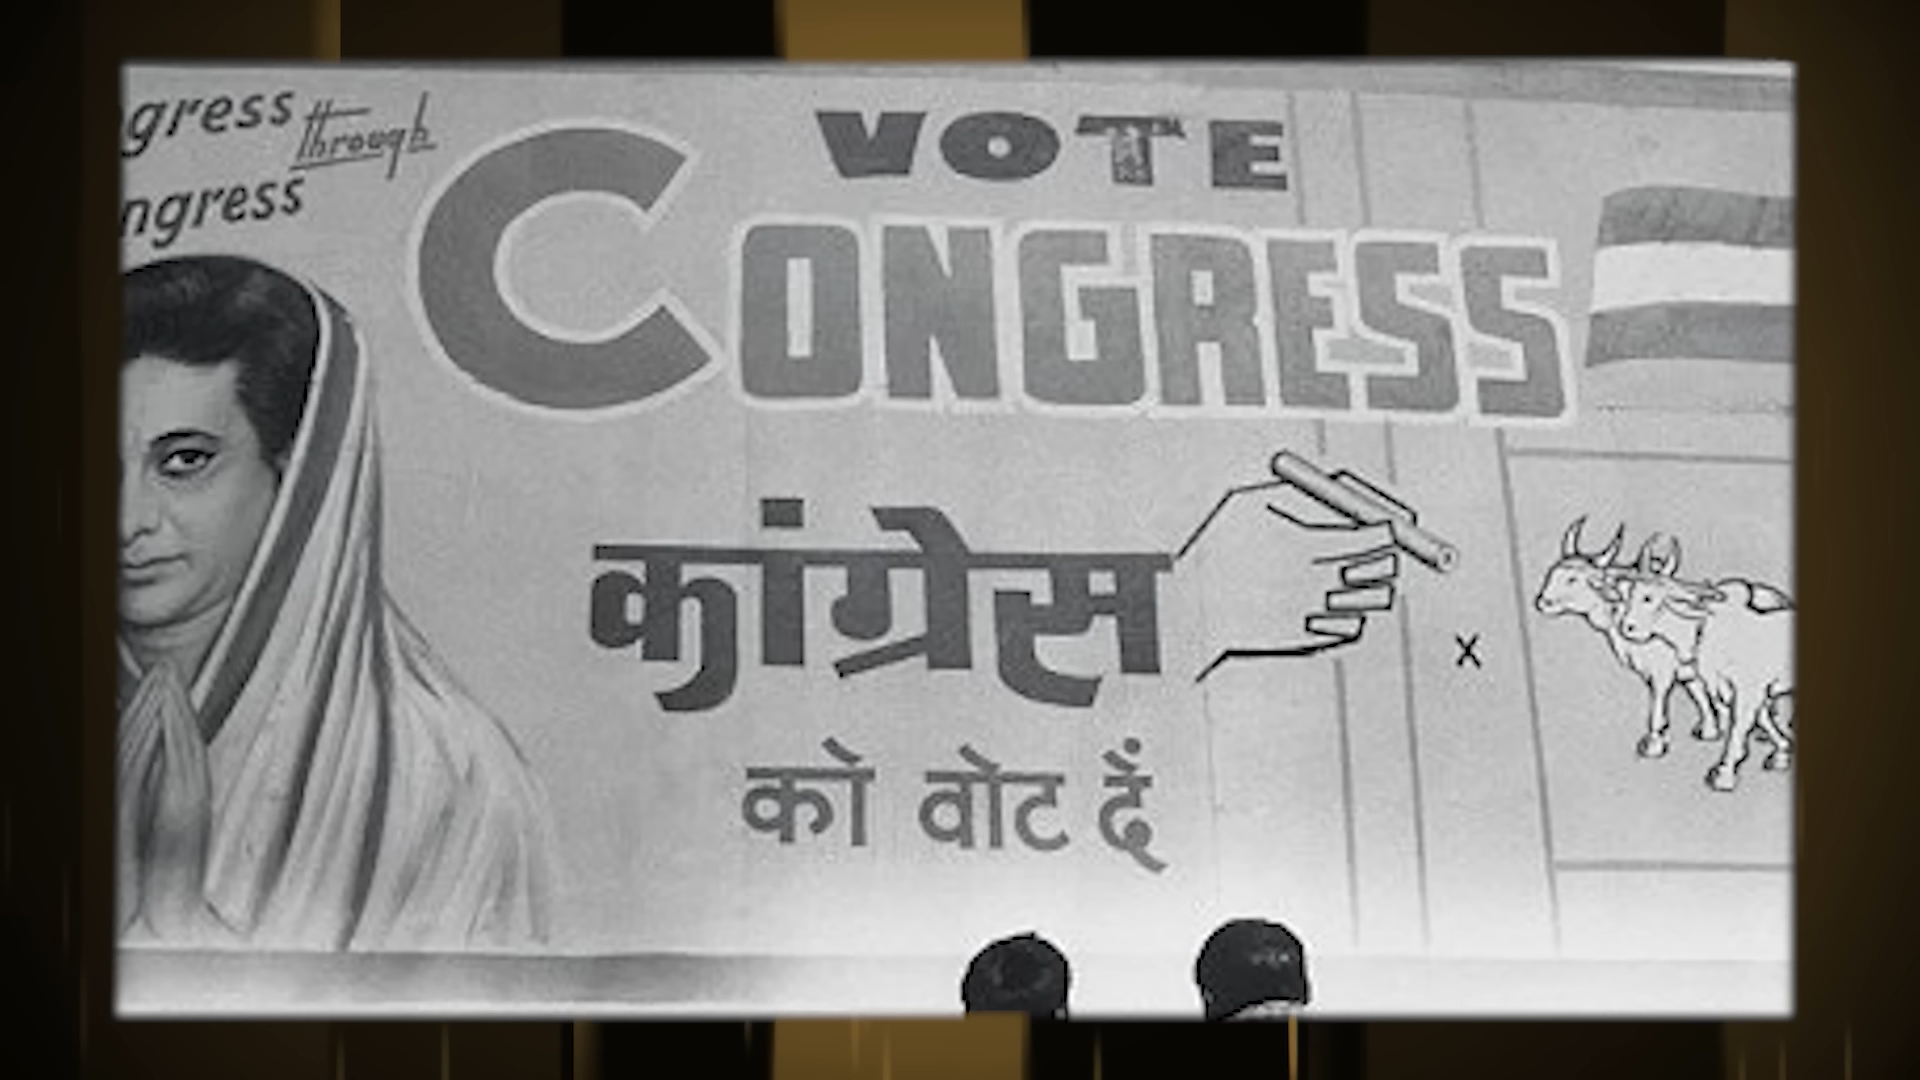 gress through
ngress
VOTE
CONGRESS
कांग्रेस
x
को वोट दें